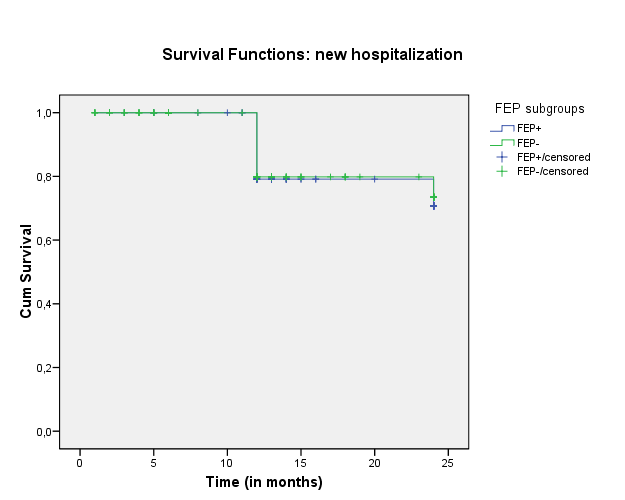 Survival Functions: new hospitalization
FEP subgroups
FEP+
FEP-
FEP+/censored
FEP-/censored
Cum Survival
1,0
0,8
0,6
0,4
0,2
0,0
0 5 10 15 20 25
Time (in months)